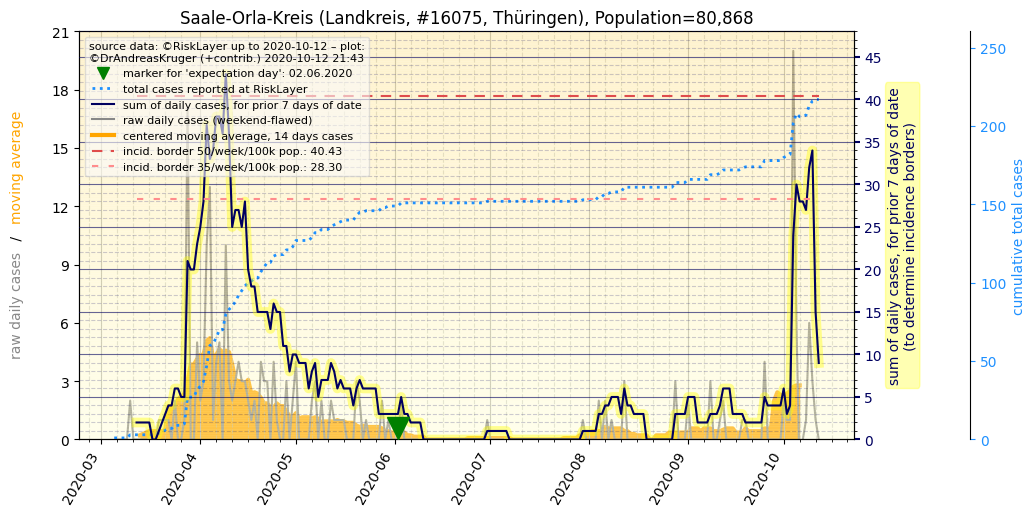 Saale-Orla-Kreis (Landkreis, #16075, Thüringen), Population=80,868
source data: ©RiskLayer up to 2020-10-12 – plot:
©DrAndreasKruger (+contrib.) 2020-10-12 21:43
marker for 'expectation day': 02.06.2020
total cases reported at RiskLayer
sum of daily cases, for prior 7 days of date
raw daily cases (weekend-flawed)
centered moving average, 14 days cases
incid. border 50/week/100k pop.: 40.43
incid. border 35/week/100k pop.: 28.30
raw daily cases / moving average
21
18
15
12
9
6
3
0
2020-03
2020-04
2020-05
2020-06
2020-07
2020-08
2020-09
2020-10
45
40
35
30
25
20
15
10
5
0
sum of daily cases, for prior 7 days of date
(to determine incidence borders)
250
200
150
100
50
0
cumulative total cases